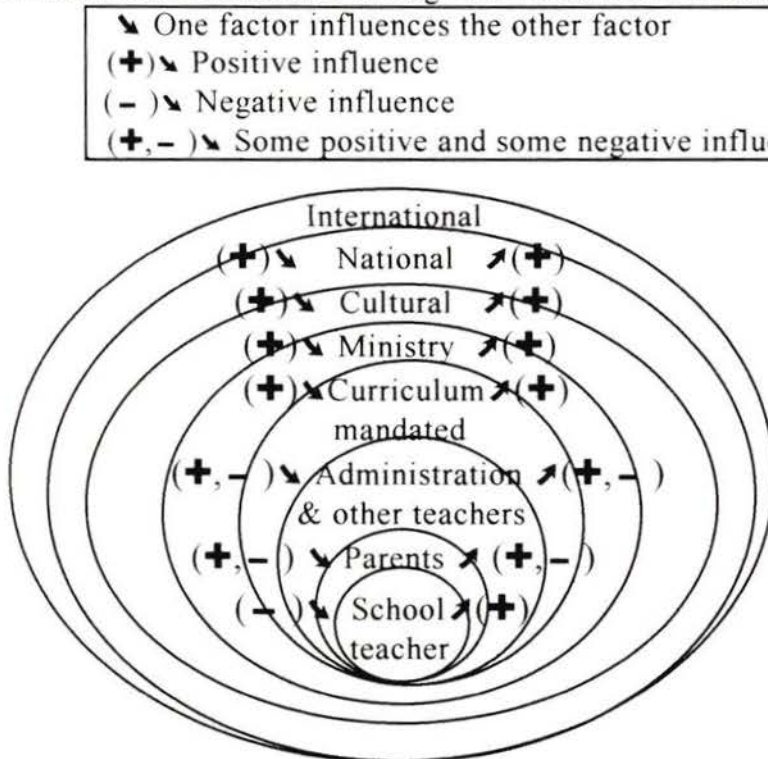 ↘ One factor influences the other factor
(+)↘ Positive influence
(–)↘ Negative influence
(+,–)↘ Some positive and some negative
International
(+)↘ National ↗(+)
(+)↘ Cultural ↗(+)
(+)↘ Ministry ↗(+)
(+)↘ Curriculum ↗(+)
mandated
(+,–)↘ Administration ↗(+,–)
& other teachers
(+,–)↘ Parents ↗(+,–)
(–)↘ School ↗(+)
teacher